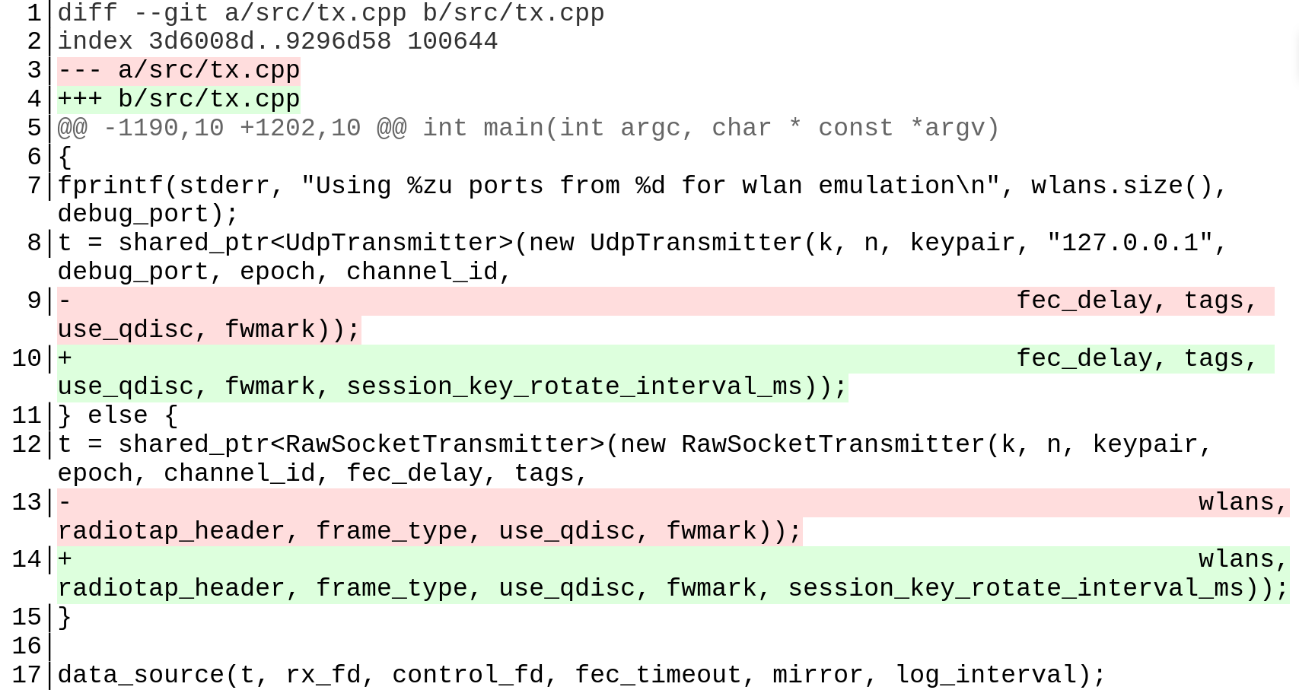 1 diff --git a/src/tx.cpp b/src/tx.cpp
2 index 3d6008d..9296d58 100644
3 --- a/src/tx.cpp
4 +++ b/src/tx.cpp
5 @@ -1190,10 +1202,10 @@ int main(int argc, char * const *argv)
6 {
7 fprintf(stderr, "Using %zu ports from %d for wlan emulation\n", wlans.size(),
debug_port);
8 t = shared_ptr<UdpTransmitter>(new UdpTransmitter(k, n, keypair, "127.0.0.1",
debug_port, epoch, channel_id,
9 -                                                              fec_delay, tags,
use_qdisc, fwmark));
10 +                                                              fec_delay, tags,
use_qdisc, fwmark, session_key_rotate_interval_ms));
11 } else {
12 t = shared_ptr<RawSocketTransmitter>(new RawSocketTransmitter(k, n, keypair,
epoch, channel_id, fec_delay, tags,
13 -                                                                          wlans,
radiotap_header, frame_type, use_qdisc, fwmark));
14 +                                                                          wlans,
radiotap_header, frame_type, use_qdisc, fwmark, session_key_rotate_interval_ms));
15 }
16
17 data_source(t, rx_fd, control_fd, fec_timeout, mirror, log_interval);